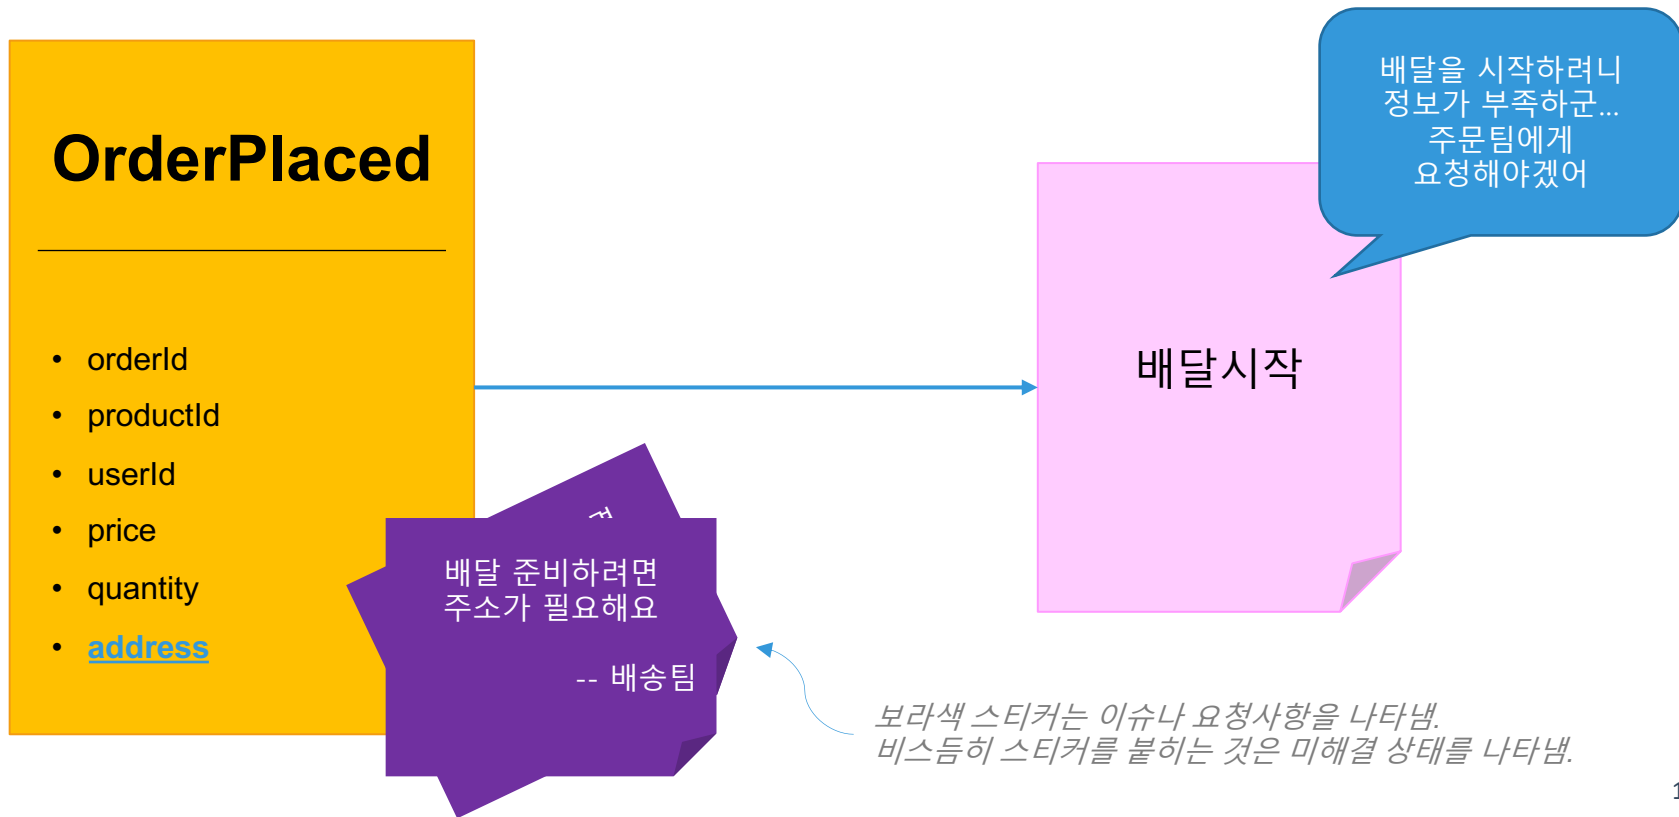 배달을 시작하려니
정보가 부족하군...
주문팀에게
요청해야겠어
OrderPlaced
• orderId
• productId
• userId
• price
• quantity
• address
배달시작
배달 준비하려면
주소가 필요해요
-- 배송팀
보라색 스티커는 이슈나 요청사항을 나타냄.
비스듬히 스티커를 붙히는 것은 미해결 상태를 나타냄.
1